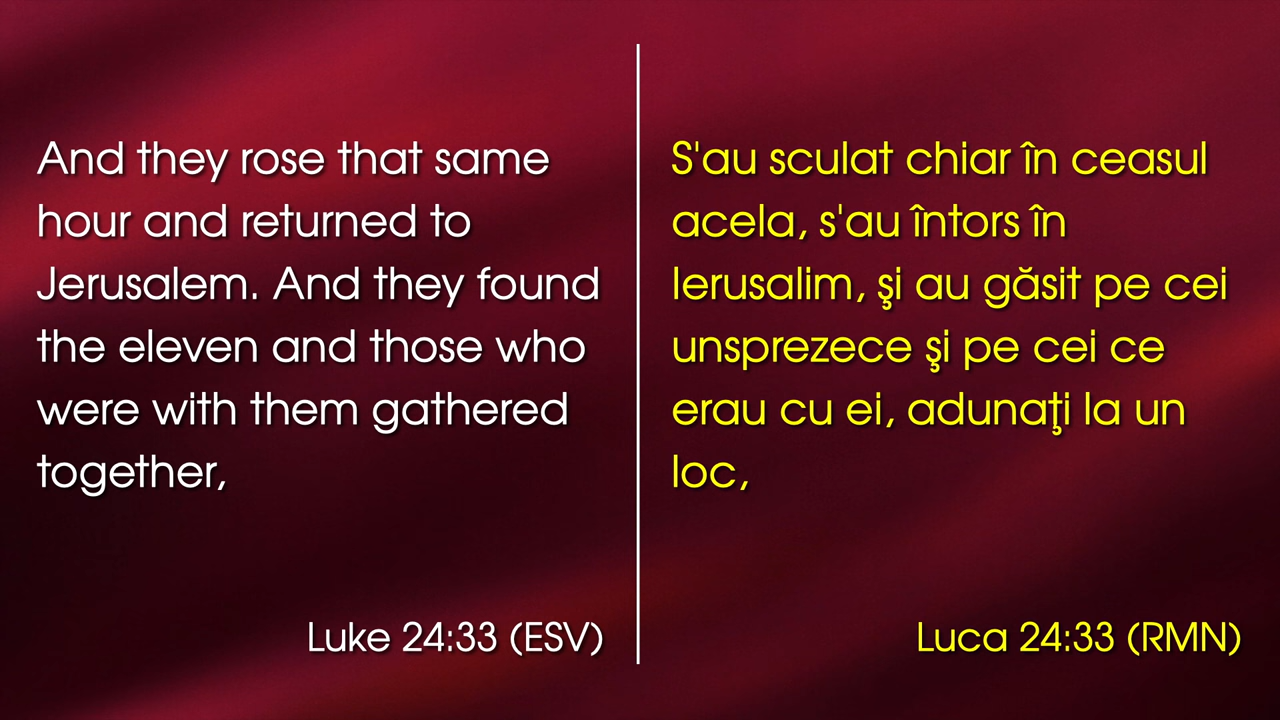 And they rose that same
hour and returned to
Jerusalem. And they found
the eleven and those who
were with them gathered
together,
Luke 24:33 (ESV)
S'au sculat chiar în ceasul
acela, s'au întors în
Ierusalim, şi au găsit pe cei
unsprezece şi pe cei ce
erau cu ei, adunaţi la un
loc,
Luca 24:33 (RMN)